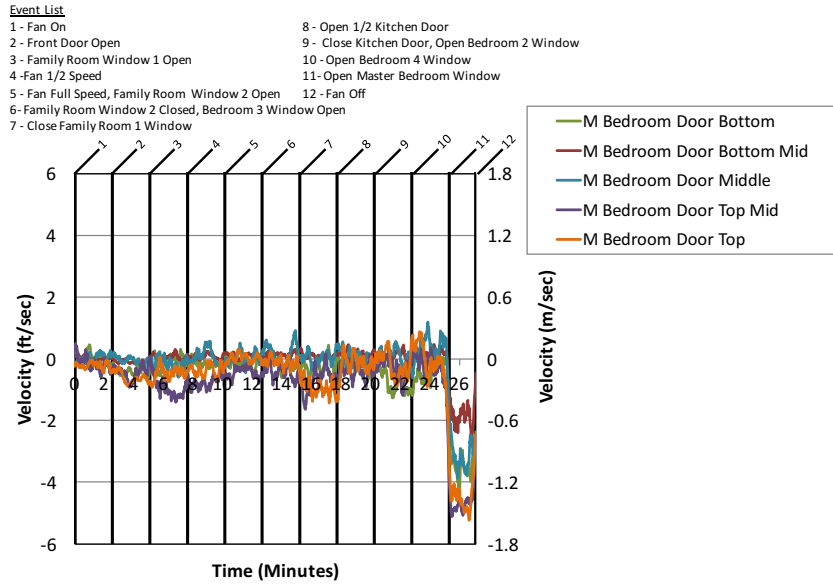 Event List
1 - Fan On
2 - Front Door Open
3 - Family Room Window 1 Open
4 -Fan 1/2 Speed
5 - Fan Full Speed, Family Room Window 2 Open
6- Family Room Window 2 Closed, Bedroom 3 Window Open
7 - Close Family Room 1 Window
8 - Open 1/2 Kitchen Door
9 - Close Kitchen Door, Open Bedroom 2 Window
10 - Open Bedroom 4 Window
11- Open Master Bedroom Window
12 - Fan Off
1 2 3 4 5 6 7 8 9 10 11 12
M Bedroom Door Bottom
M Bedroom Door Bottom Mid
M Bedroom Door Middle
M Bedroom Door Top Mid
M Bedroom Door Top
Velocity (ft/sec)
6
4
2
0
-2
-4
-6
0 2 4 6 8 10 12 14 16 18 20 22 24 26
1.8
1.2
0.6
0
-0.6
-1.2
-1.8
Velocity (m/sec)
Time (Minutes)